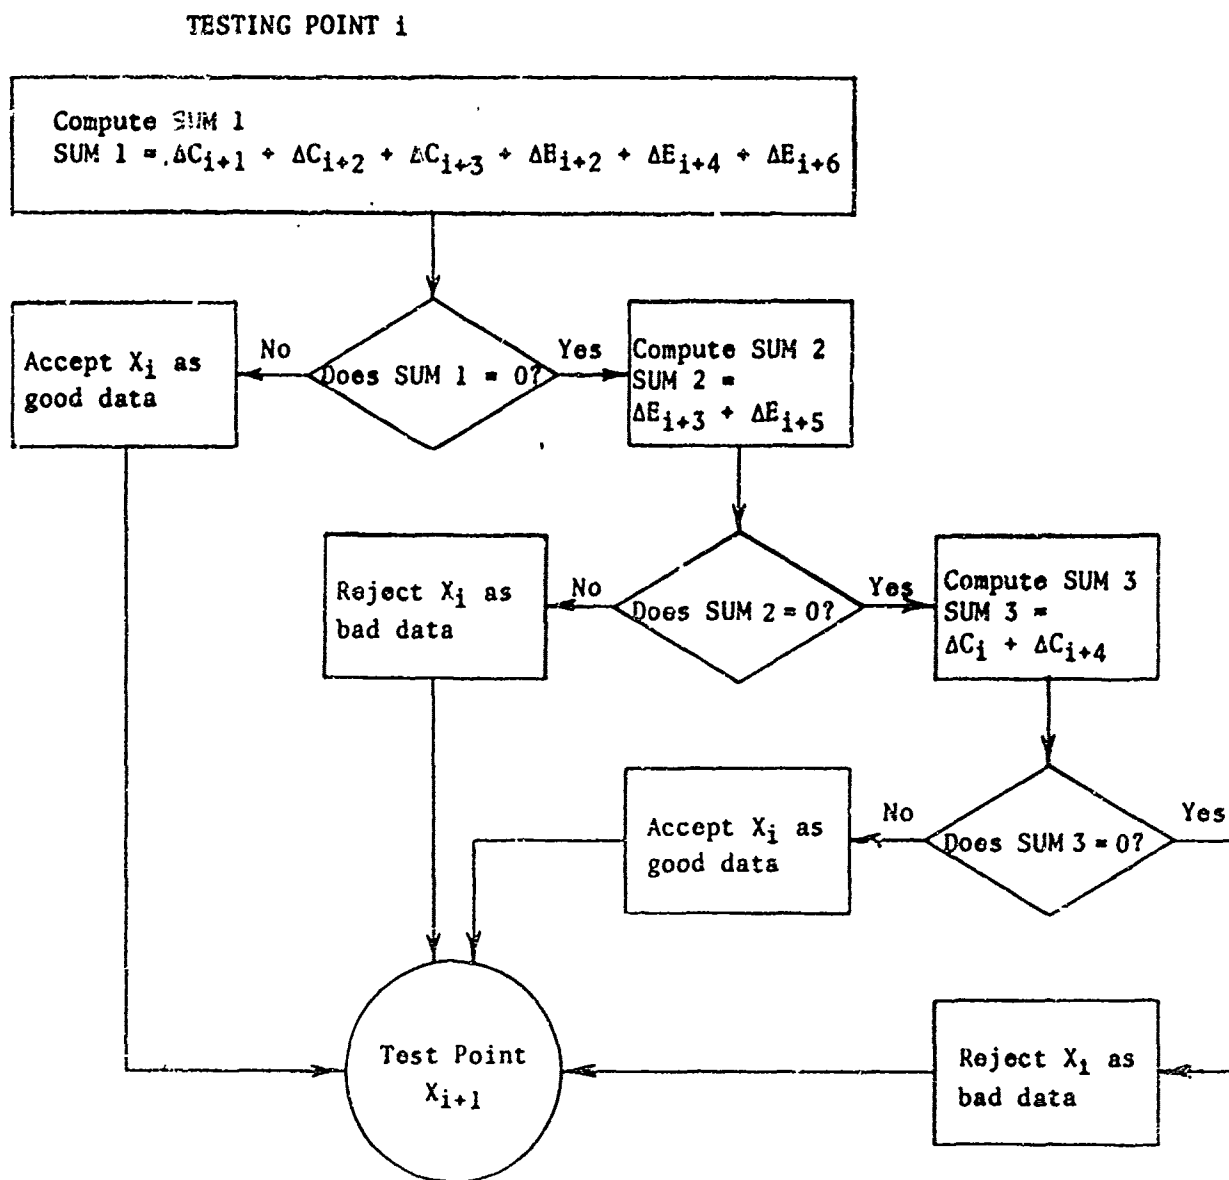 TESTING POINT i
Compute SUM 1
SUM 1 = ΔC_{i+1} + ΔC_{i+2} + ΔC_{i+3} + ΔE_{i+2} + ΔE_{i+4} + ΔE_{i+6}
Accept X_i as
good data
No
Does SUM 1 = 0?
Yes
Compute SUM 2
SUM 2 =
ΔE_{i+3} + ΔE_{i+5}
Reject X_i as
bad data
No
Does SUM 2 = 0?
Yes
Compute SUM 3
SUM 3 =
ΔC_i + ΔC_{i+4}
Accept X_i as
good data
No
Does SUM 3 = 0?
Yes
Test Point
X_{i+1}
Reject X_i as
bad data